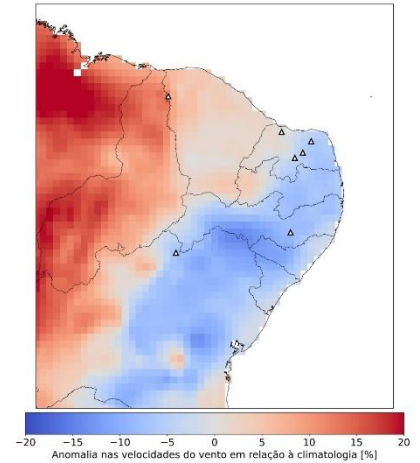 −20 −15 −10 −5 0 5 10 15 20
Anomalia nas velocidades do vento em relação à climatologia [%]